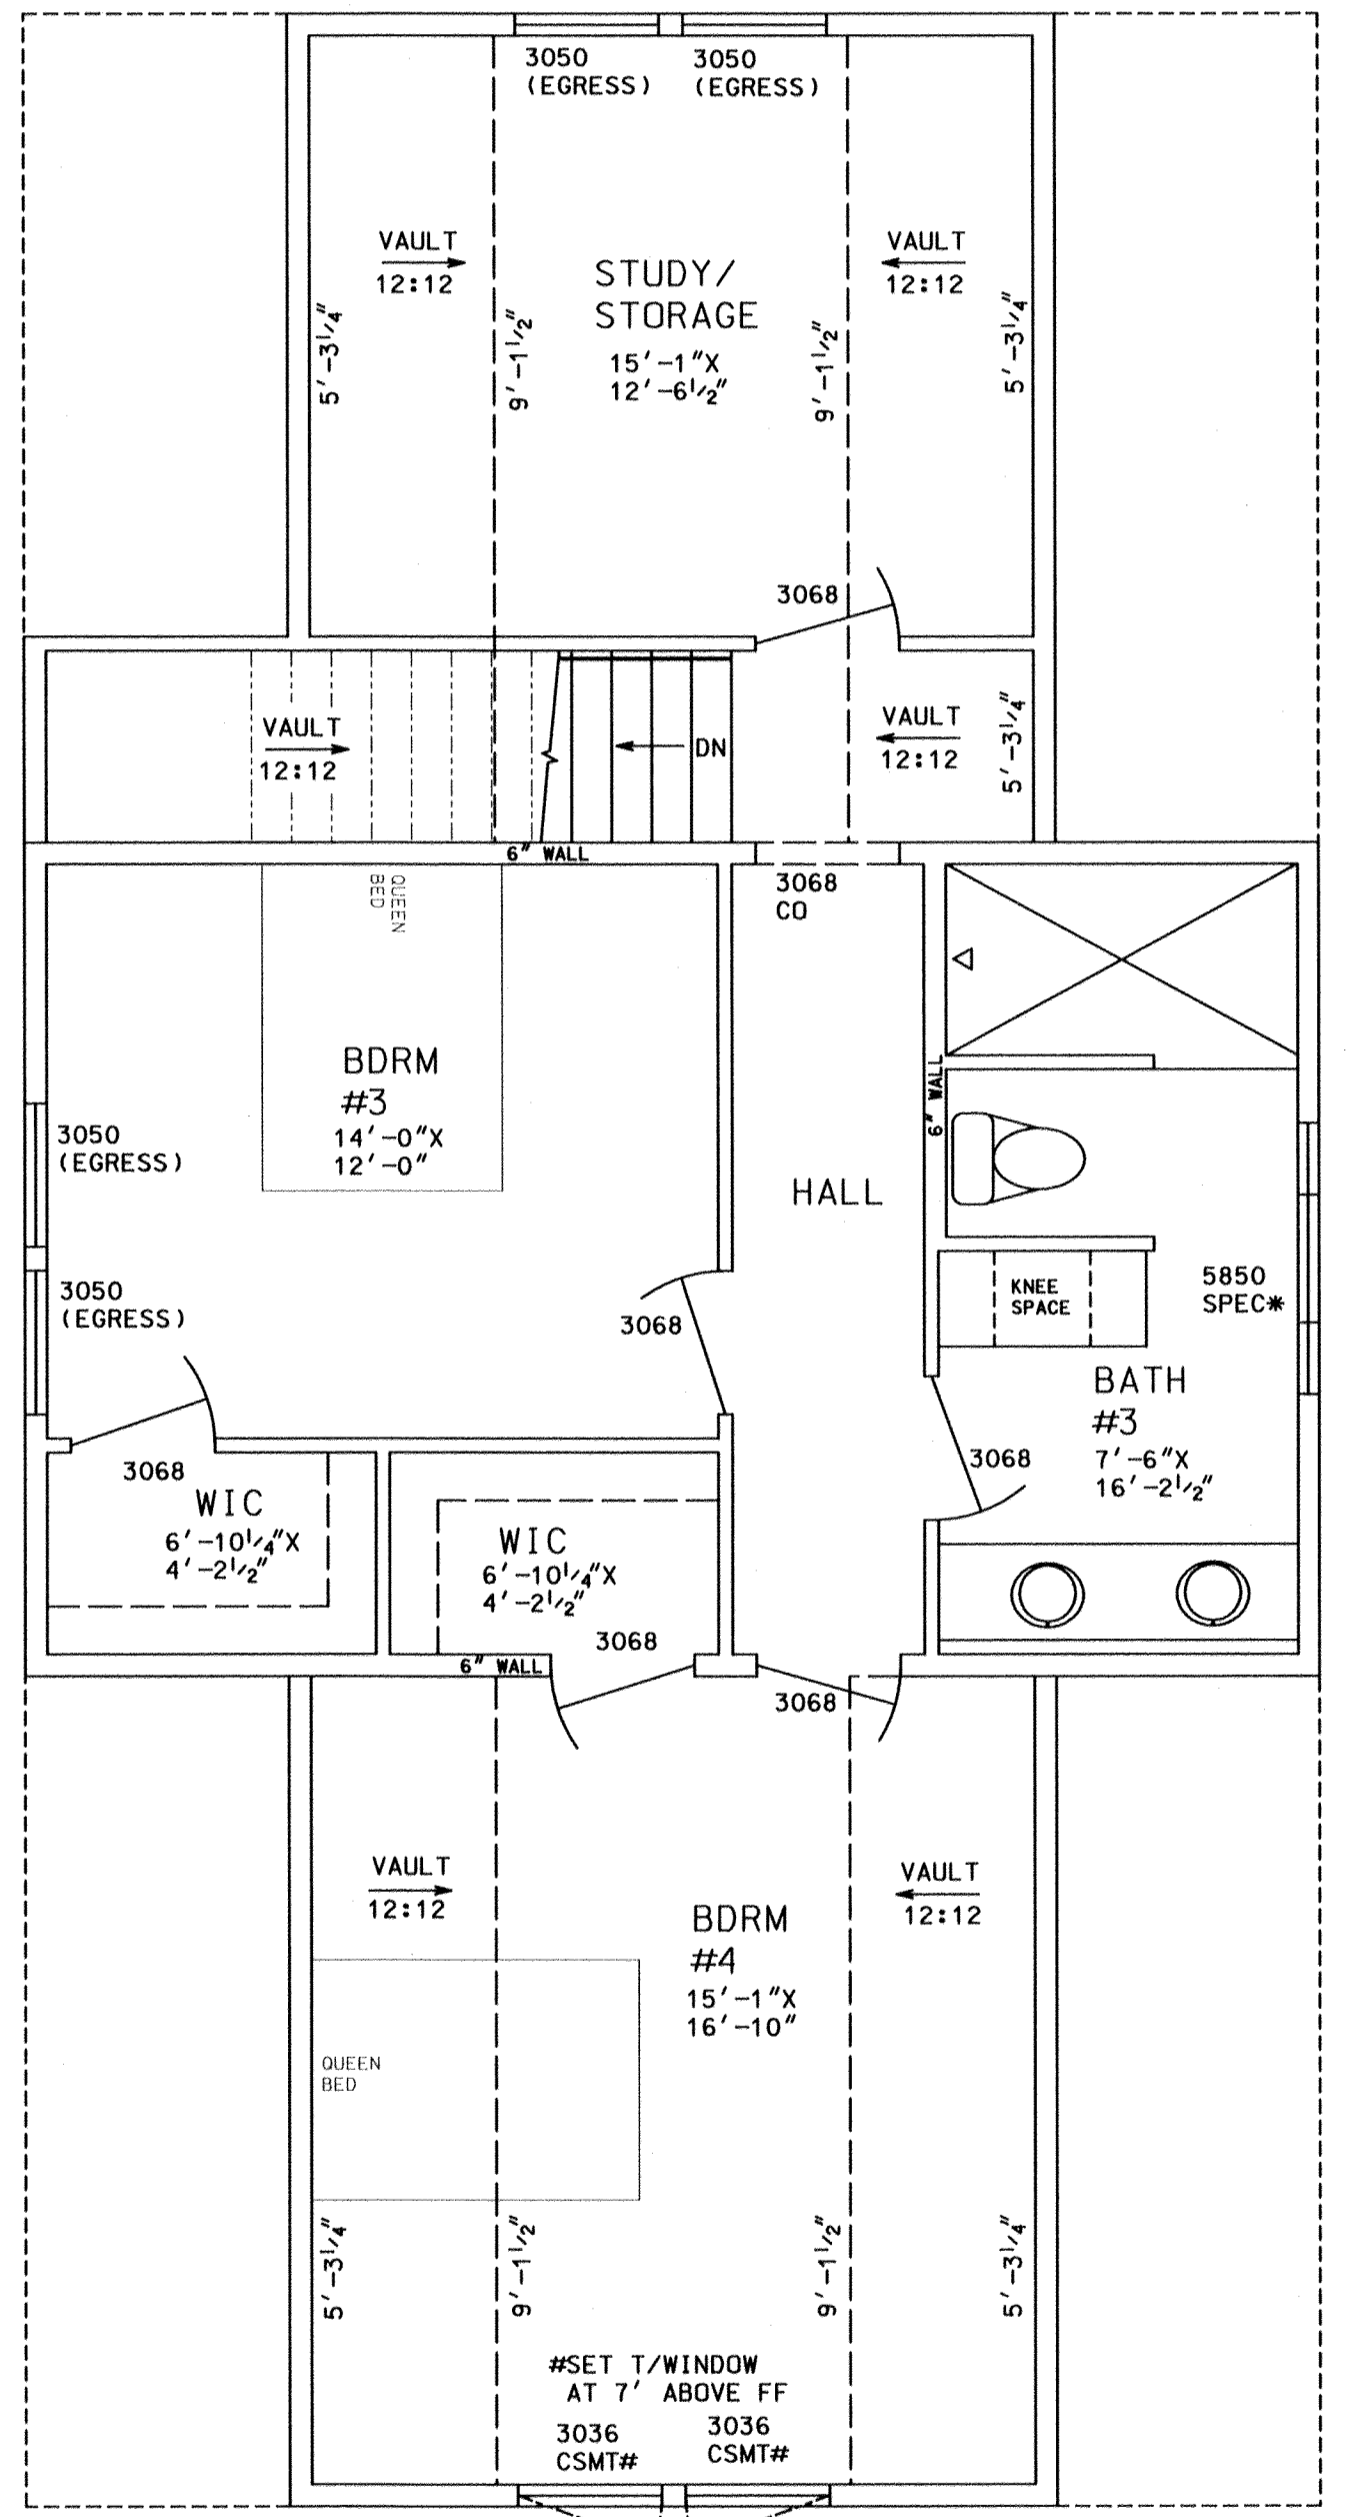 3050
(EGRESS)
3050
(EGRESS)
VAULT
12:12
VAULT
12:12
STUDY/
STORAGE
15'-1"X
12'-6 1/2"
5'-3 1/4"
9'-1 1/2"
9'-1 1/2"
5'-3 1/4"
3068
VAULT
12:12
DN
VAULT
12:12
5'-3 1/4"
6" WALL
QUEEN
BED
3068
CO
BDRM
#3
14'-0"X
12'-0"
3050
(EGRESS)
3050
(EGRESS)
6" WALL
HALL
KNEE
SPACE
5850
SPEC*
3068
BATH
#3
7'-6"X
16'-2 1/2"
3068
3068
WIC
6'-10 1/4"X
4'-2 1/2"
WIC
6'-10 1/4"X
4'-2 1/2"
3068
6" WALL
3068
VAULT
12:12
VAULT
12:12
BDRM
#4
15'-1"X
16'-10"
QUEEN
BED
5'-3 1/4"
9'-1 1/2"
9'-1 1/2"
5'-3 1/4"
#SET T/WINDOW
AT 7' ABOVE FF
3036
CSMT#
3036
CSMT#